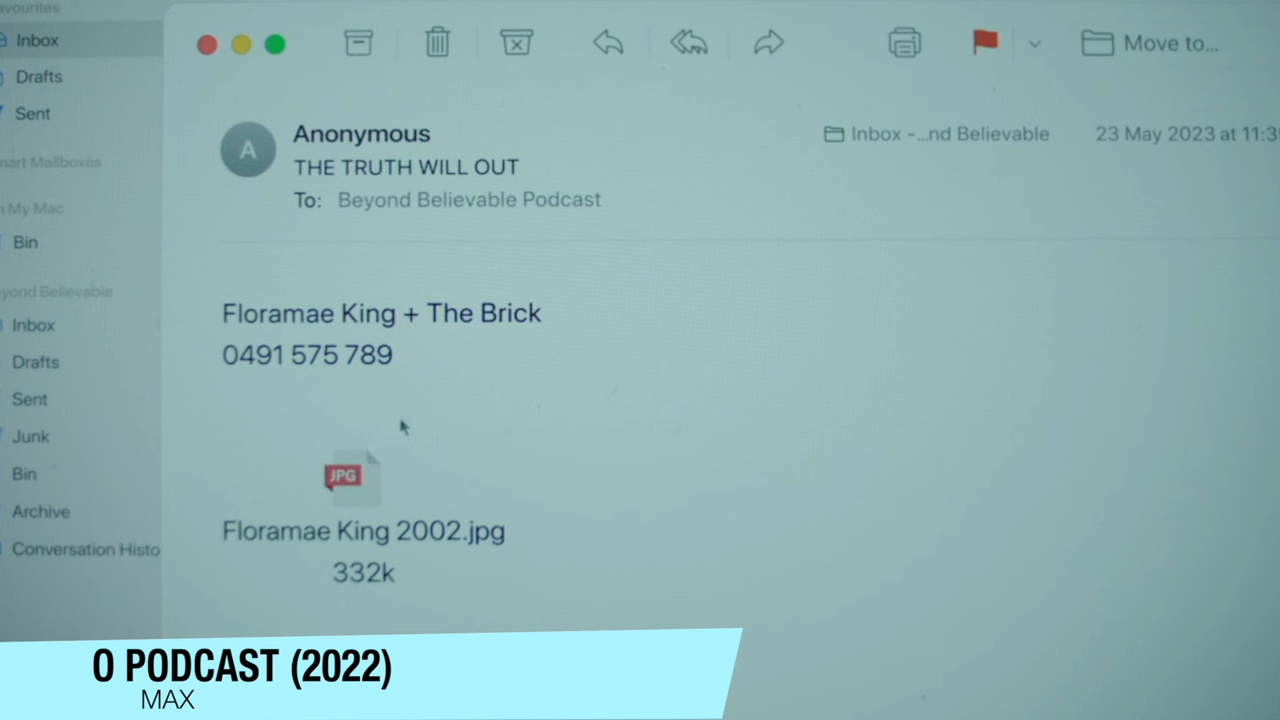 avourites
Inbox
Drafts
Sent
mart Mailboxes
n My Mac
Bin
eyond Believable
Inbox
Drafts
Sent
Junk
Bin
Archive
Conversation Histo
Move to...
A
Anonymous
Inbox -...nd Believable
23 May 2023 at 11:3
THE TRUTH WILL OUT
To: Beyond Believable Podcast
Floramae King + The Brick
0491 575 789
JPG
Floramae King 2002.jpg
332k
O PODCAST (2022)
MAX